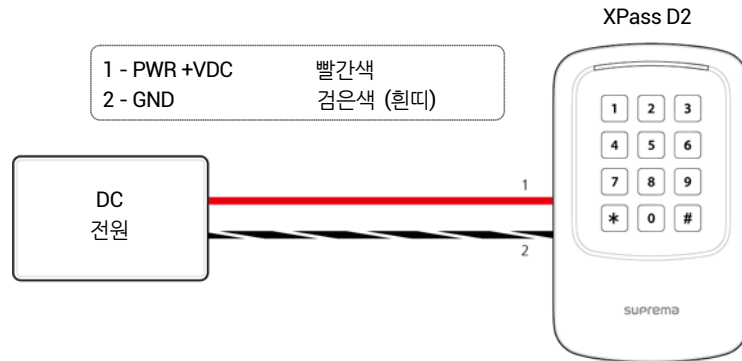 XPass D2
1 - PWR +VDC 빨간색
2 - GND 검은색 (흰띠)
DC
전원
1
2
1 2 3
4 5 6
7 8 9
* 0 #
suprema